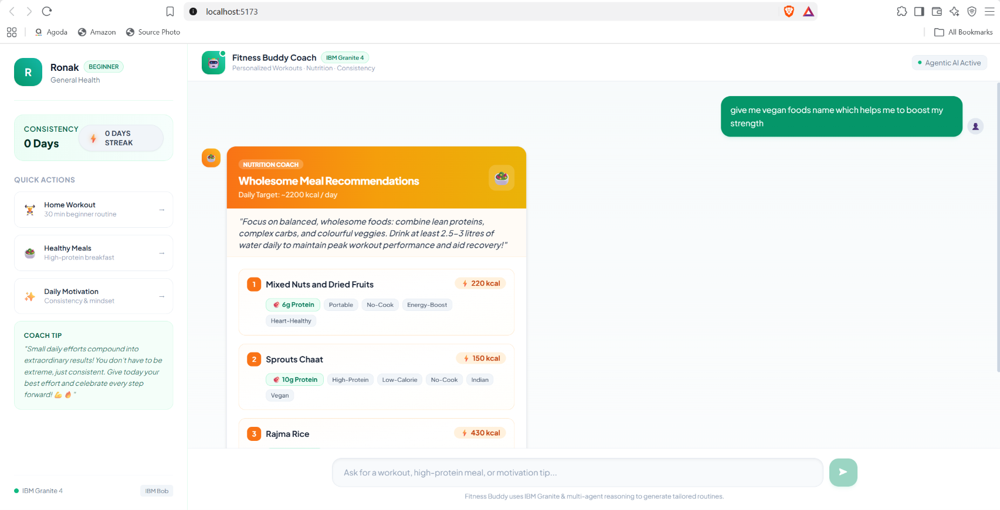 localhost:5173
Agoda
Amazon
Source Photo
All Bookmarks
R
Ronak
BEGINNER
General Health
CONSISTENCY
0 Days
0 DAYS
STREAK
QUICK ACTIONS
Home Workout
30 min beginner routine
→
Healthy Meals
High-protein breakfast
→
Daily Motivation
Consistency & mindset
→
COACH TIP
"Small daily efforts compound into
extraordinary results! You don't have to be
extreme, just consistent. Give today your
best effort and celebrate every step
forward! 💪 🔥 "
IBM Granite 4
IBM Bob
Fitness Buddy Coach
IBM Granite 4
Personalized Workouts · Nutrition · Consistency
Agentic AI Active
give me vegan foods name which helps me to boost my
strength
NUTRITION COACH
Wholesome Meal Recommendations
Daily Target: ~2200 kcal / day
"Focus on balanced, wholesome foods: combine lean proteins,
complex carbs, and colourful veggies. Drink at least 2.5–3 litres of
water daily to maintain peak workout performance and aid recovery!"
1
Mixed Nuts and Dried Fruits
220 kcal
6g Protein
Portable
No-Cook
Energy-Boost
Heart-Healthy
2
Sprouts Chaat
150 kcal
10g Protein
High-Protein
Low-Calorie
No-Cook
Indian
Vegan
3
Rajma Rice
430 kcal
Ask for a workout, high-protein meal, or motivation tip...
Fitness Buddy uses IBM Granite & multi-agent reasoning to generate tailored routines.